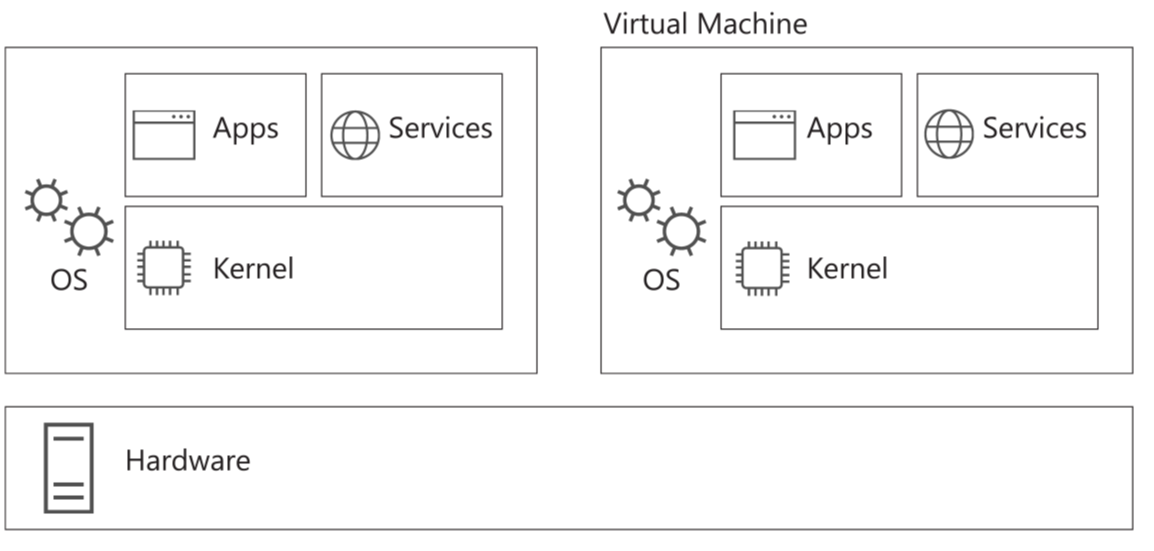 Virtual Machine
Apps
Services
OS
Kernel
Apps
Services
OS
Kernel
Hardware